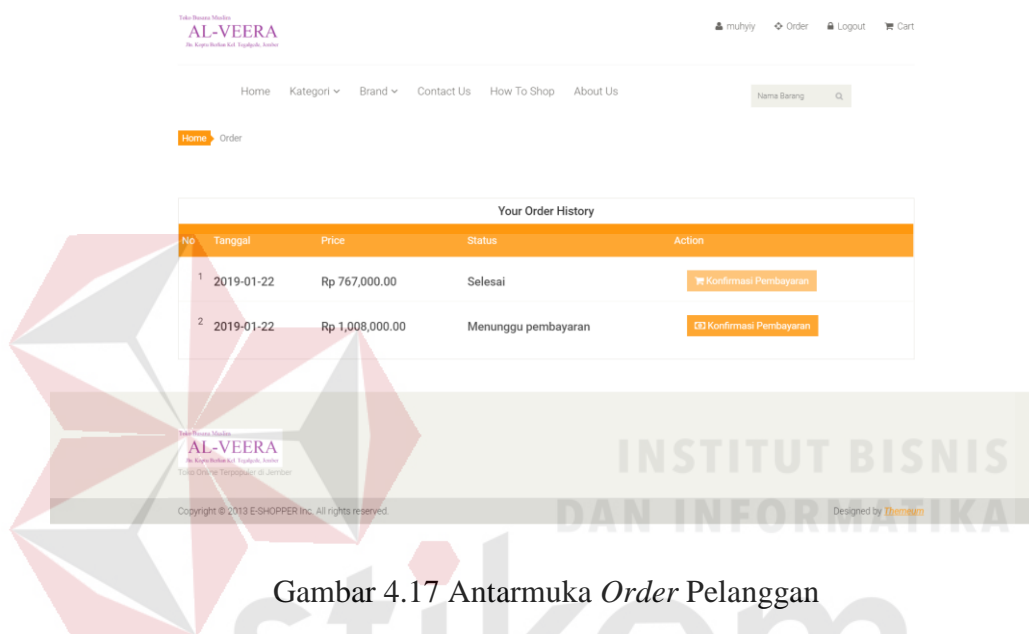 Toko Busana Muslim
AL-VEERA
muhyiy Order Logout Cart
Home Kategori Brand Contact Us How To Shop About Us
Nama Barang
Home Order
Your Order History
No Tanggal Price Status Action
1 2019-01-22 Rp 767,000.00 Selesai Konfirmasi Pembayaran
2 2019-01-22 Rp 1,008,000.00 Menunggu pembayaran Konfirmasi Pembayaran
Toko Busana Muslim
AL-VEERA
Toko Online Terpopuler di Jember
INSTITUT BISNIS
DAN INFORMATIKA
Copyright © 2013 E-SHOPPER Inc. All rights reserved. Designed by Themeum
Gambar 4.17 Antarmuka Order Pelanggan
stikom